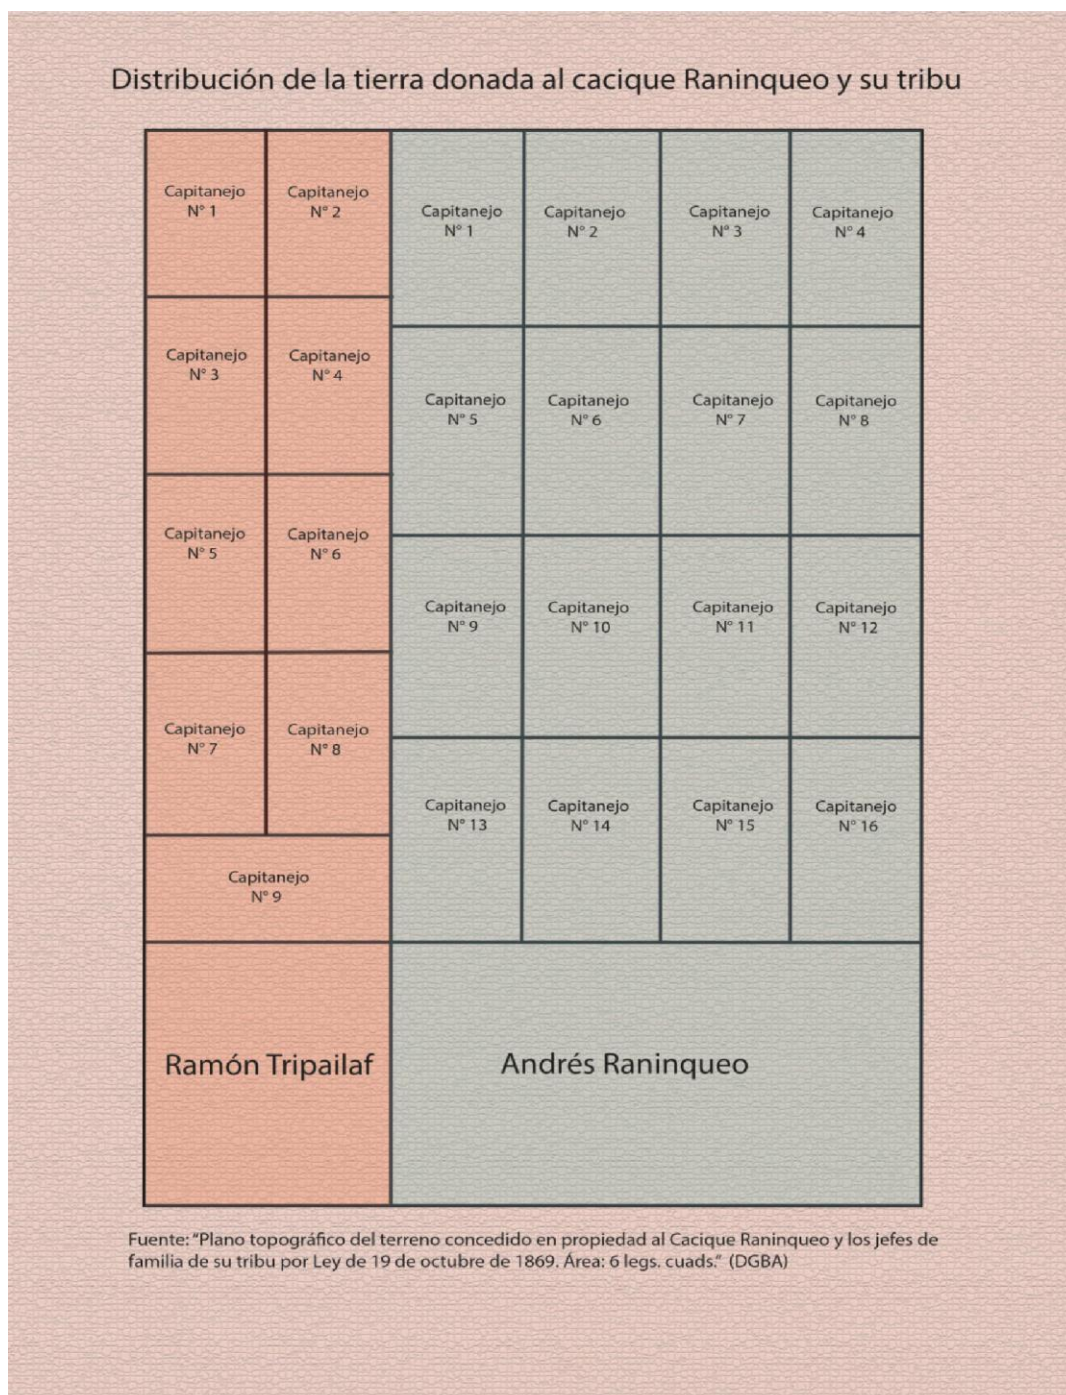 Distribución de la tierra donada al cacique Raninqueo y su tribu
Capitanejo
N° 1
Capitanejo
N° 2
Capitanejo
N° 3
Capitanejo
N° 4
Capitanejo
N° 5
Capitanejo
N° 6
Capitanejo
N° 7
Capitanejo
N° 8
Capitanejo
N° 9
Ramón Tripailaf
Capitanejo
N° 1
Capitanejo
N° 2
Capitanejo
N° 3
Capitanejo
N° 4
Capitanejo
N° 5
Capitanejo
N° 6
Capitanejo
N° 7
Capitanejo
N° 8
Capitanejo
N° 9
Capitanejo
N° 10
Capitanejo
N° 11
Capitanejo
N° 12
Capitanejo
N° 13
Capitanejo
N° 14
Capitanejo
N° 15
Capitanejo
N° 16
Andrés Raninqueo
Fuente: “Plano topográfico del terreno concedido en propiedad al Cacique Raninqueo y los jefes de
familia de su tribu por Ley de 19 de octubre de 1869. Área: 6 legs. cuads.” (DGBA)